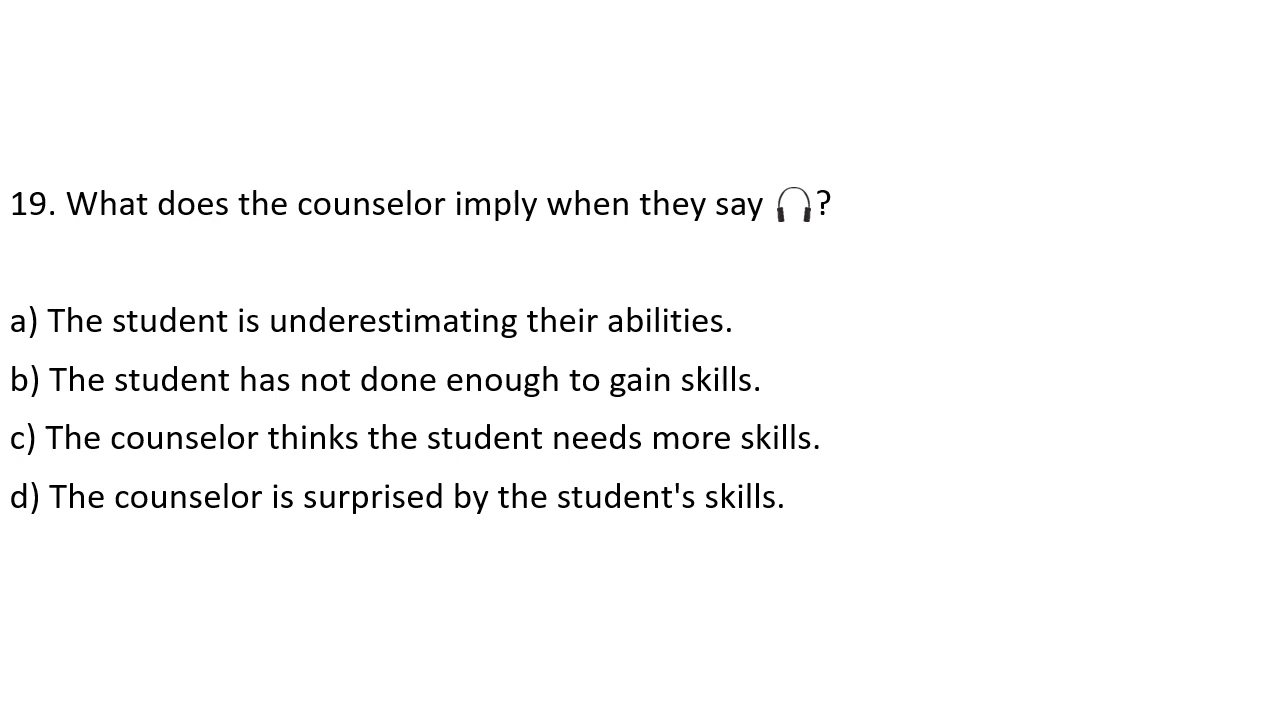 19. What does the counselor imply when they say 🎧?
a) The student is underestimating their abilities.
b) The student has not done enough to gain skills.
c) The counselor thinks the student needs more skills.
d) The counselor is surprised by the student's skills.